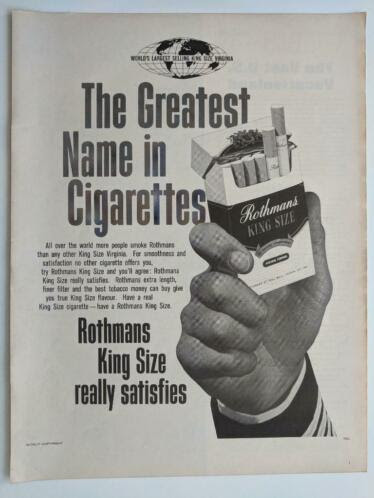 WORLD'S LARGEST SELLING KING SIZE VIRGINIA
The Greatest
Name in
Cigarettes
Rothmans
KING SIZE
All over the world more people smoke Rothmans
than any other King Size Virginia. For smoothness and
satisfaction no other cigarette offers you,
try Rothmans King Size and you'll agree: Rothmans
King Size really satisfies. Rothmans extra length,
finer filter and the best tobacco money can buy give
you true King Size flavour. Have a real
King Size cigarette—have a Rothmans King Size.
Rothmans
King Size
really satisfies
WORLD COPYRIGHT